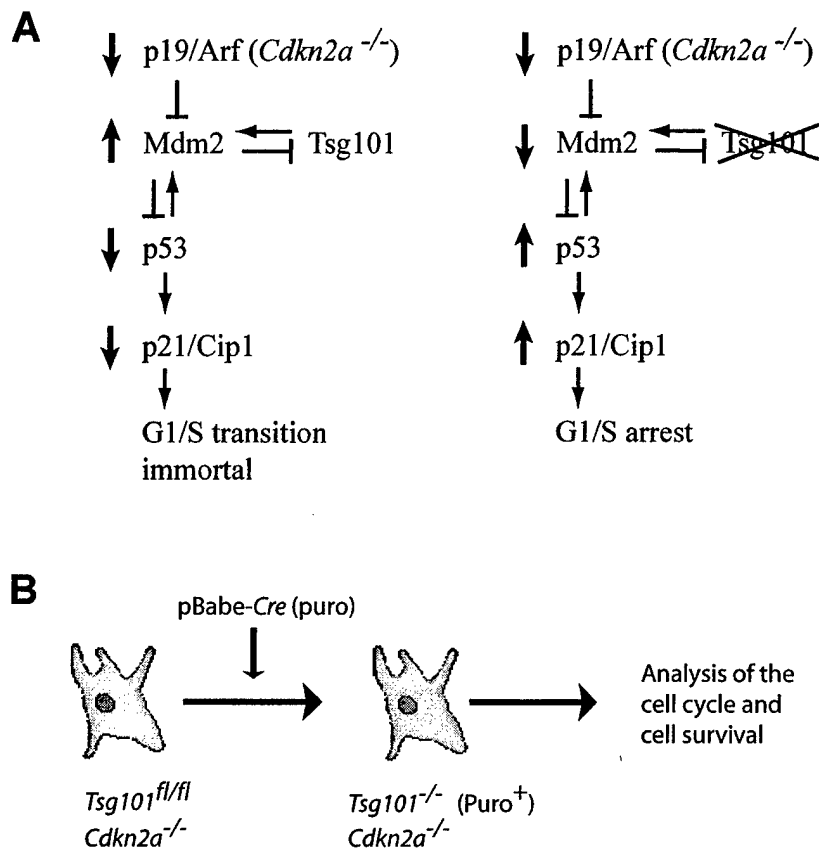 A
p19/Arf (Cdkn2a -/-)
p19/Arf (Cdkn2a -/-)
Mdm2
Tsg101
Mdm2
Tsg101
p53
p53
p21/Cip1
p21/Cip1
G1/S transition
immortal
G1/S arrest
B
pBabe-Cre (puro)
Analysis of the
cell cycle and
cell survival
Tsg101fl/fl
Cdkn2a-/-
Tsg101-/- (Puro+)
Cdkn2a-/-